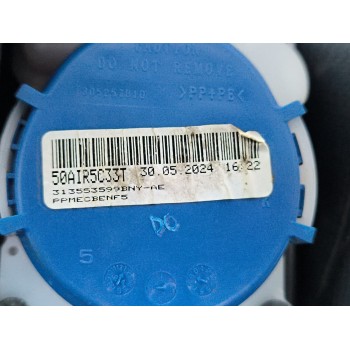 DO NOT REMOVE
>PP+PE<
50AIR5C33T 30.05.2024 16:22
313553599BNY-AE
PPMECBENF5
DO
5